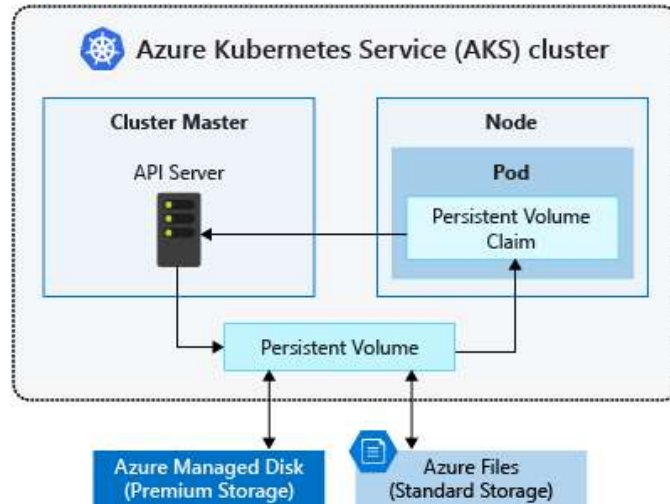 Azure Kubernetes Service (AKS) cluster
Cluster Master
API Server
Node
Pod
Persistent Volume
Claim
Persistent Volume
Azure Managed Disk
(Premium Storage)
Azure Files
(Standard Storage)